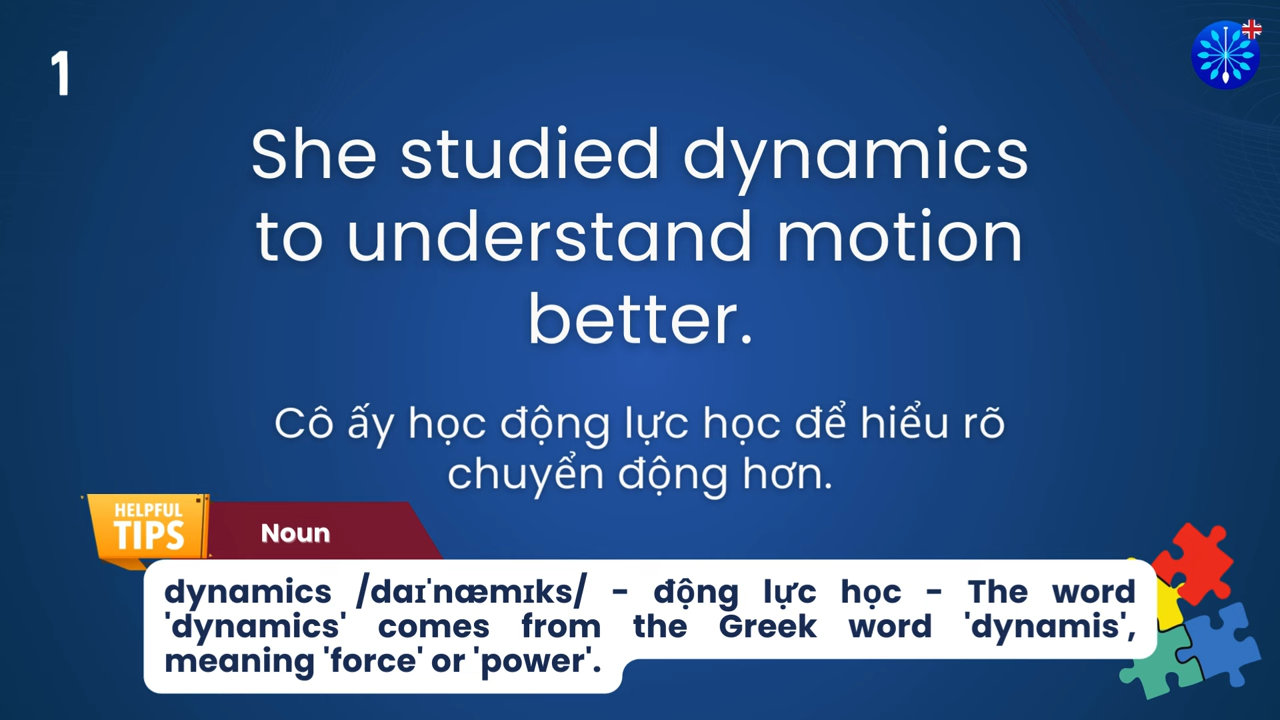 1
She studied dynamics
to understand motion
better.
Cô ấy học động lực học để hiểu rõ
chuyển động hơn.
HELPFUL
TIPS
Noun
dynamics /daɪˈnæmɪks/ - động lực học - The word
'dynamics' comes from the Greek word 'dynamis',
meaning 'force' or 'power'.